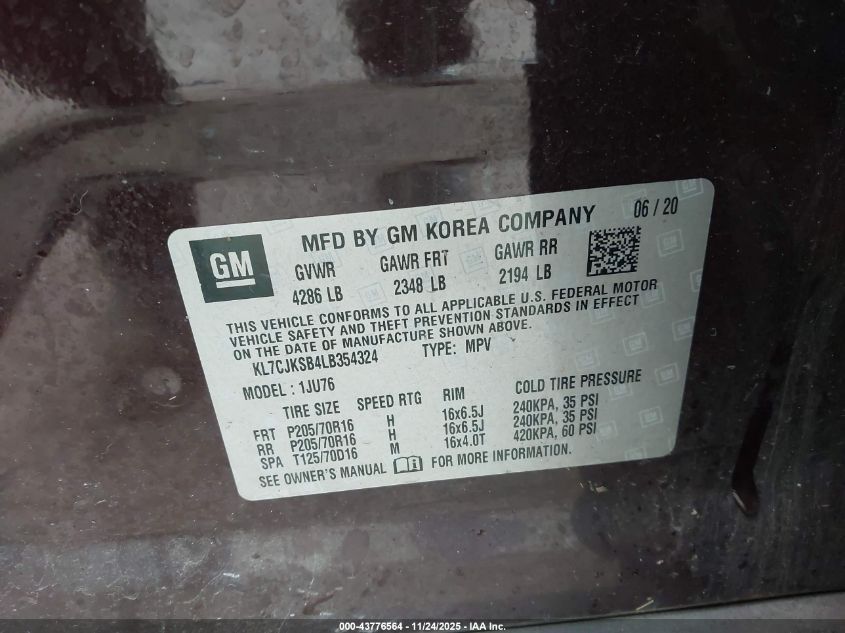 MFD BY GM KOREA COMPANY 06 / 20
GM
GVWR GAWR FRT GAWR RR
4286 LB 2348 LB 2194 LB
THIS VEHICLE CONFORMS TO ALL APPLICABLE U.S. FEDERAL MOTOR
VEHICLE SAFETY AND THEFT PREVENTION STANDARDS IN EFFECT
ON THE DATE OF MANUFACTURE SHOWN ABOVE.
KL7CJKSB4LB354324 TYPE: MPV
MODEL : 1JU76
TIRE SIZE SPEED RTG RIM COLD TIRE PRESSURE
FRT P205/70R16 H 16x6.5J 240KPA, 35 PSI
RR P205/70R16 H 16x6.5J 240KPA, 35 PSI
SPA T125/70D16 M 16x4.0T 420KPA, 60 PSI
SEE OWNER'S MANUAL FOR MORE INFORMATION.
000-43776564 - 11/24/2025 - IAA Inc.